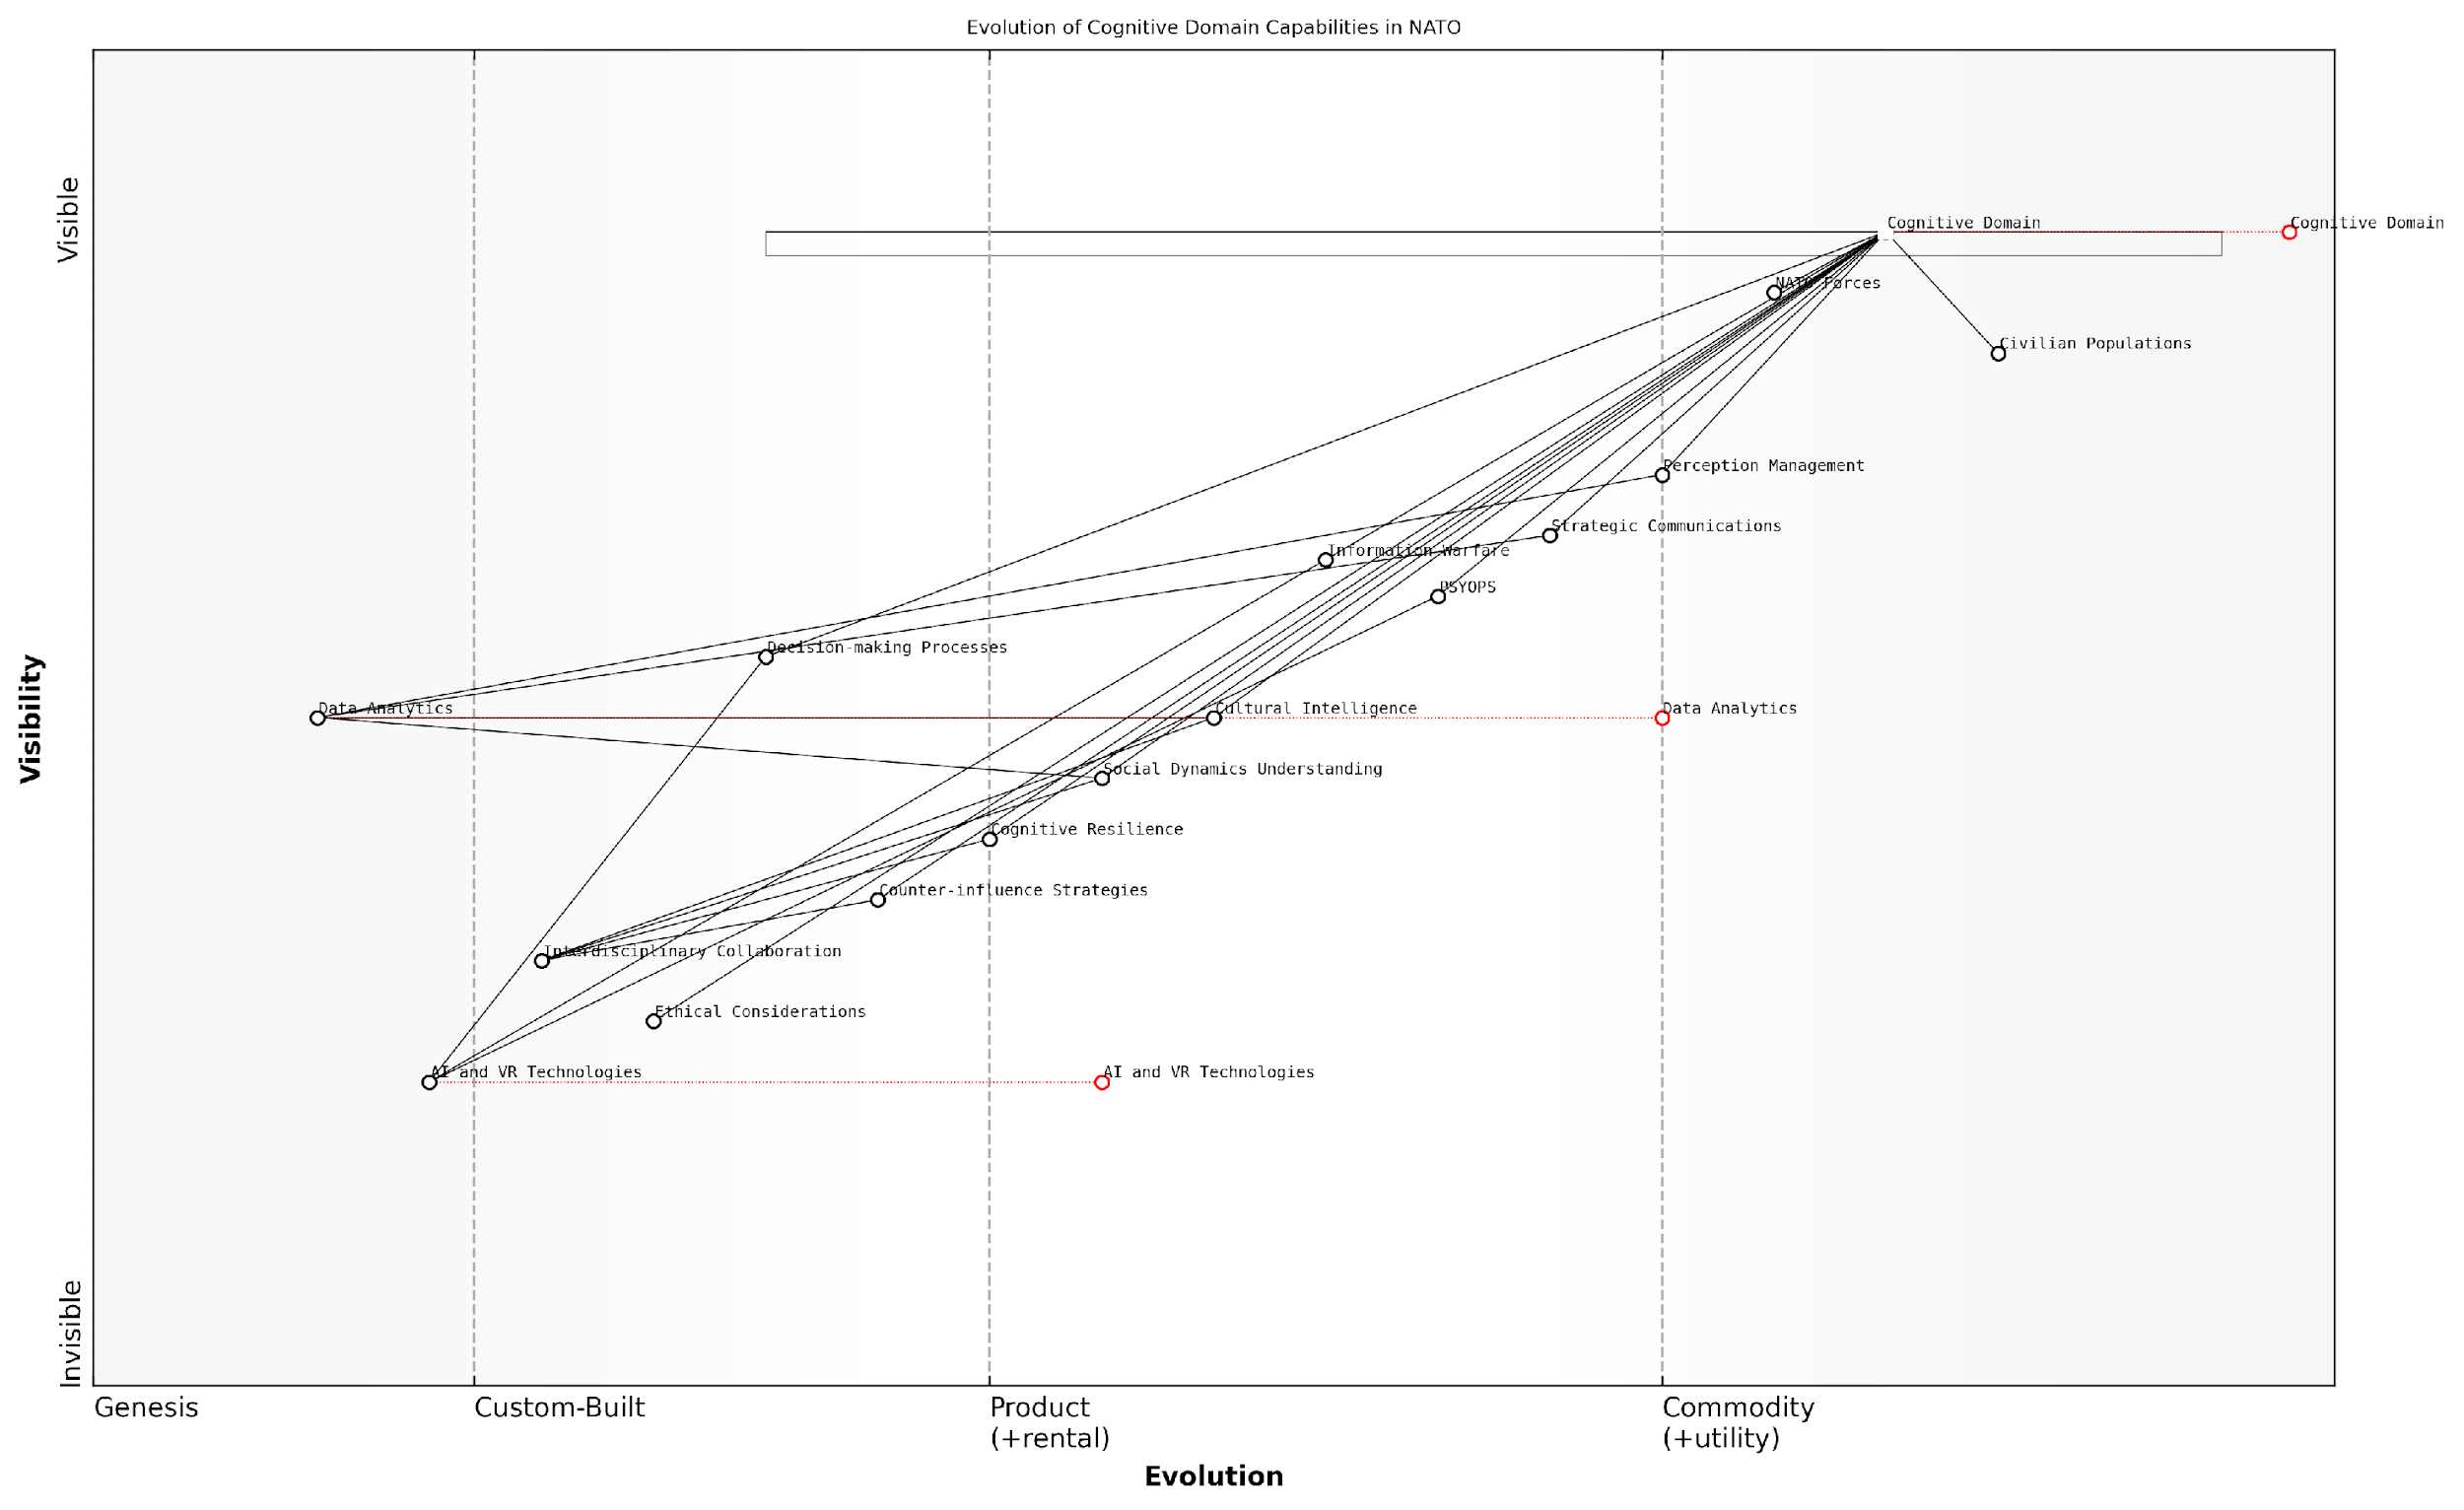 Evolution of Cognitive Domain Capabilities in NATO
Visible
Cognitive Domain
Cognitive Domain
NATO Forces
Civilian Populations
Perception Management
Strategic Communications
Information Warfare
PSYOPS
Decision-making Processes
Data Analytics
Cultural Intelligence
Data Analytics
Social Dynamics Understanding
Cognitive Resilience
Counter-influence Strategies
Interdisciplinary Collaboration
Ethical Considerations
AI and VR Technologies
AI and VR Technologies
Visibility
Invisible
Genesis
Custom-Built
Product
(+rental)
Commodity
(+utility)
Evolution